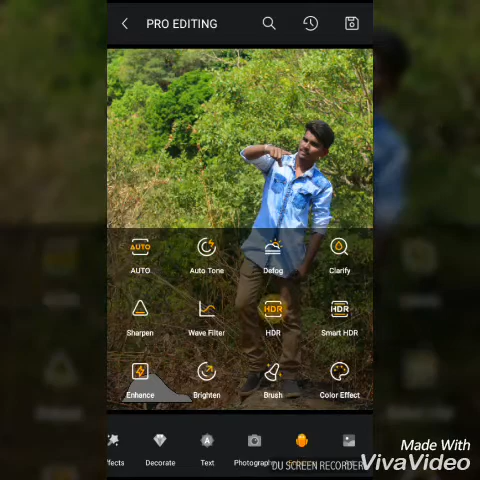 PRO EDITING
AUTO
AUTO
Auto Tone
Defog
Clarify
Sharpen
Wave Filter
HDR
HDR
HDR
Smart HDR
Enhance
Brighten
Brush
Color Effect
ffects
Decorate
Text
A
Photograph
DU SCREEN RECORDER
Made With
VivaVideo